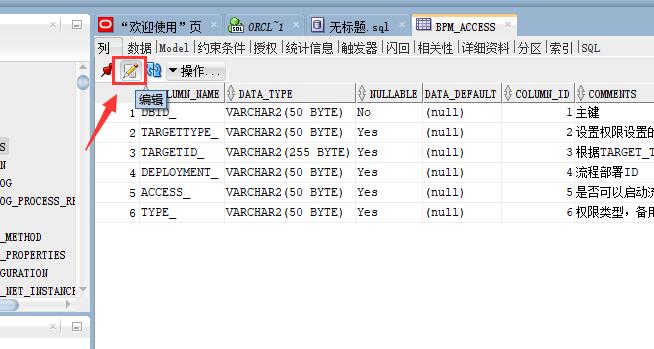 "欢迎使用"页 ORCL~1 无标题.sql BPM_ACCESS
列 数据 Model 约束条件 授权 统计信息 触发器 闪回 相关性 详细资料 分区 索引 SQL
操作...
编辑
COLUMN_NAME DATA_TYPE NULLABLE DATA_DEFAULT COLUMN_ID COMMENTS
1 DBID_ VARCHAR2(50 BYTE) No (null) 1 主键
2 TARGETTYPE_ VARCHAR2(50 BYTE) Yes (null) 2 设置权限设置的
3 TARGETID_ VARCHAR2(255 BYTE) Yes (null) 3 根据TARGET_T
4 DEPLOYMENT_ VARCHAR2(50 BYTE) Yes (null) 4 流程部署ID
5 ACCESS_ VARCHAR2(50 BYTE) Yes (null) 5 是否可以启动流
6 TYPE_ VARCHAR2(50 BYTE) Yes (null) 6 权限类型，备用
S
N
OG
OG_PROCESS_RE
_METHOD
_PROPERTIES
GURATION
_NET_INSTANCE